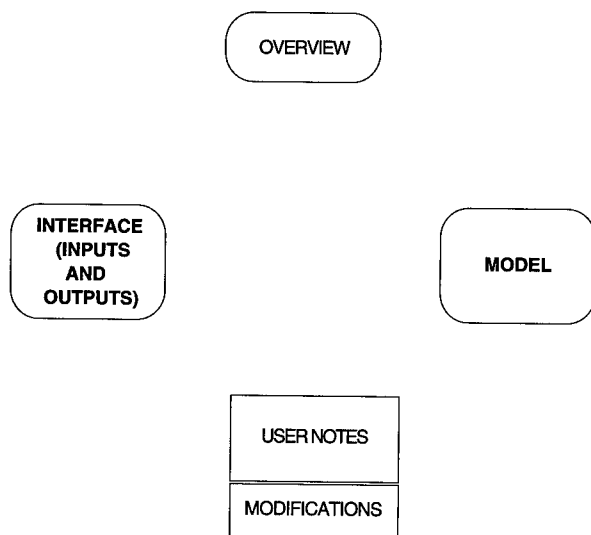 OVERVIEW
INTERFACE
(INPUTS
AND
OUTPUTS)
MODEL
USER NOTES
MODIFICATIONS